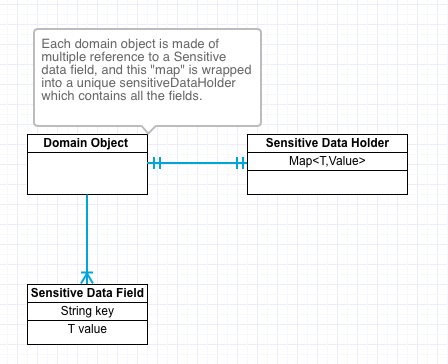 Each domain object is made of
multiple reference to a Sensitive
data field, and this "map" is wrapped
into a unique sensitiveDataHolder
which contains all the fields.
Domain Object
Sensitive Data Holder
Map<T,Value>
Sensitive Data Field
String key
T value